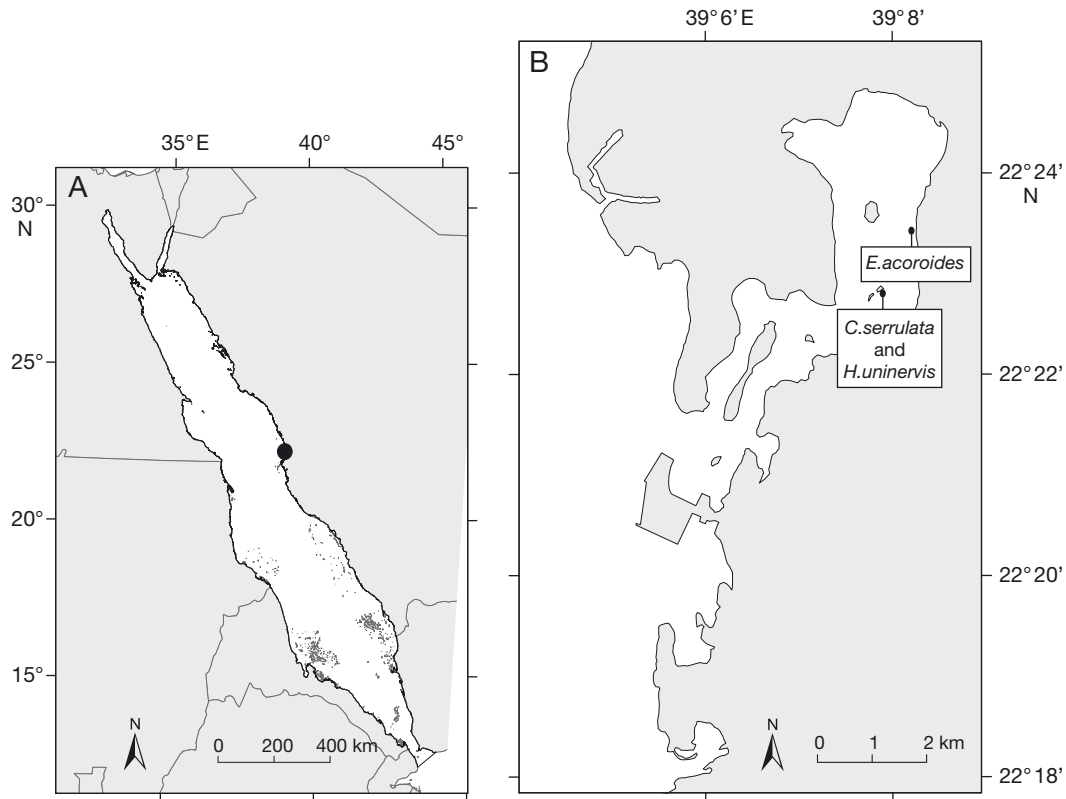 39°6'E 39°8'
B
35°E 40° 45°
A
30°
N
25°
20°
15°
N
0 200 400 km
22°24'
N
E.acoroides
C.serrulata
and
H.uninervis
22°22'
22°20'
N
0 1 2 km
22°18'